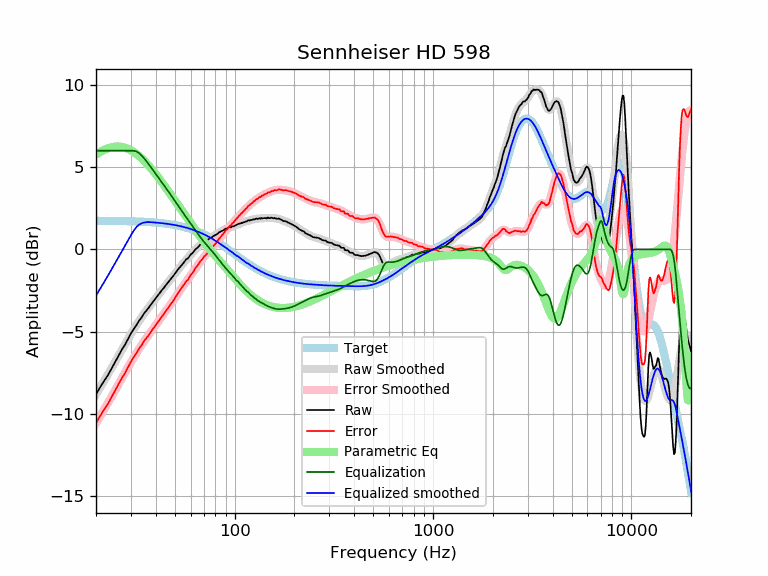 Sennheiser HD 598
Amplitude (dBr)
10
5
0
−5
−10
−15
Target
Raw Smoothed
Error Smoothed
Raw
Error
Parametric Eq
Equalization
Equalized smoothed
100
1000
10000
Frequency (Hz)